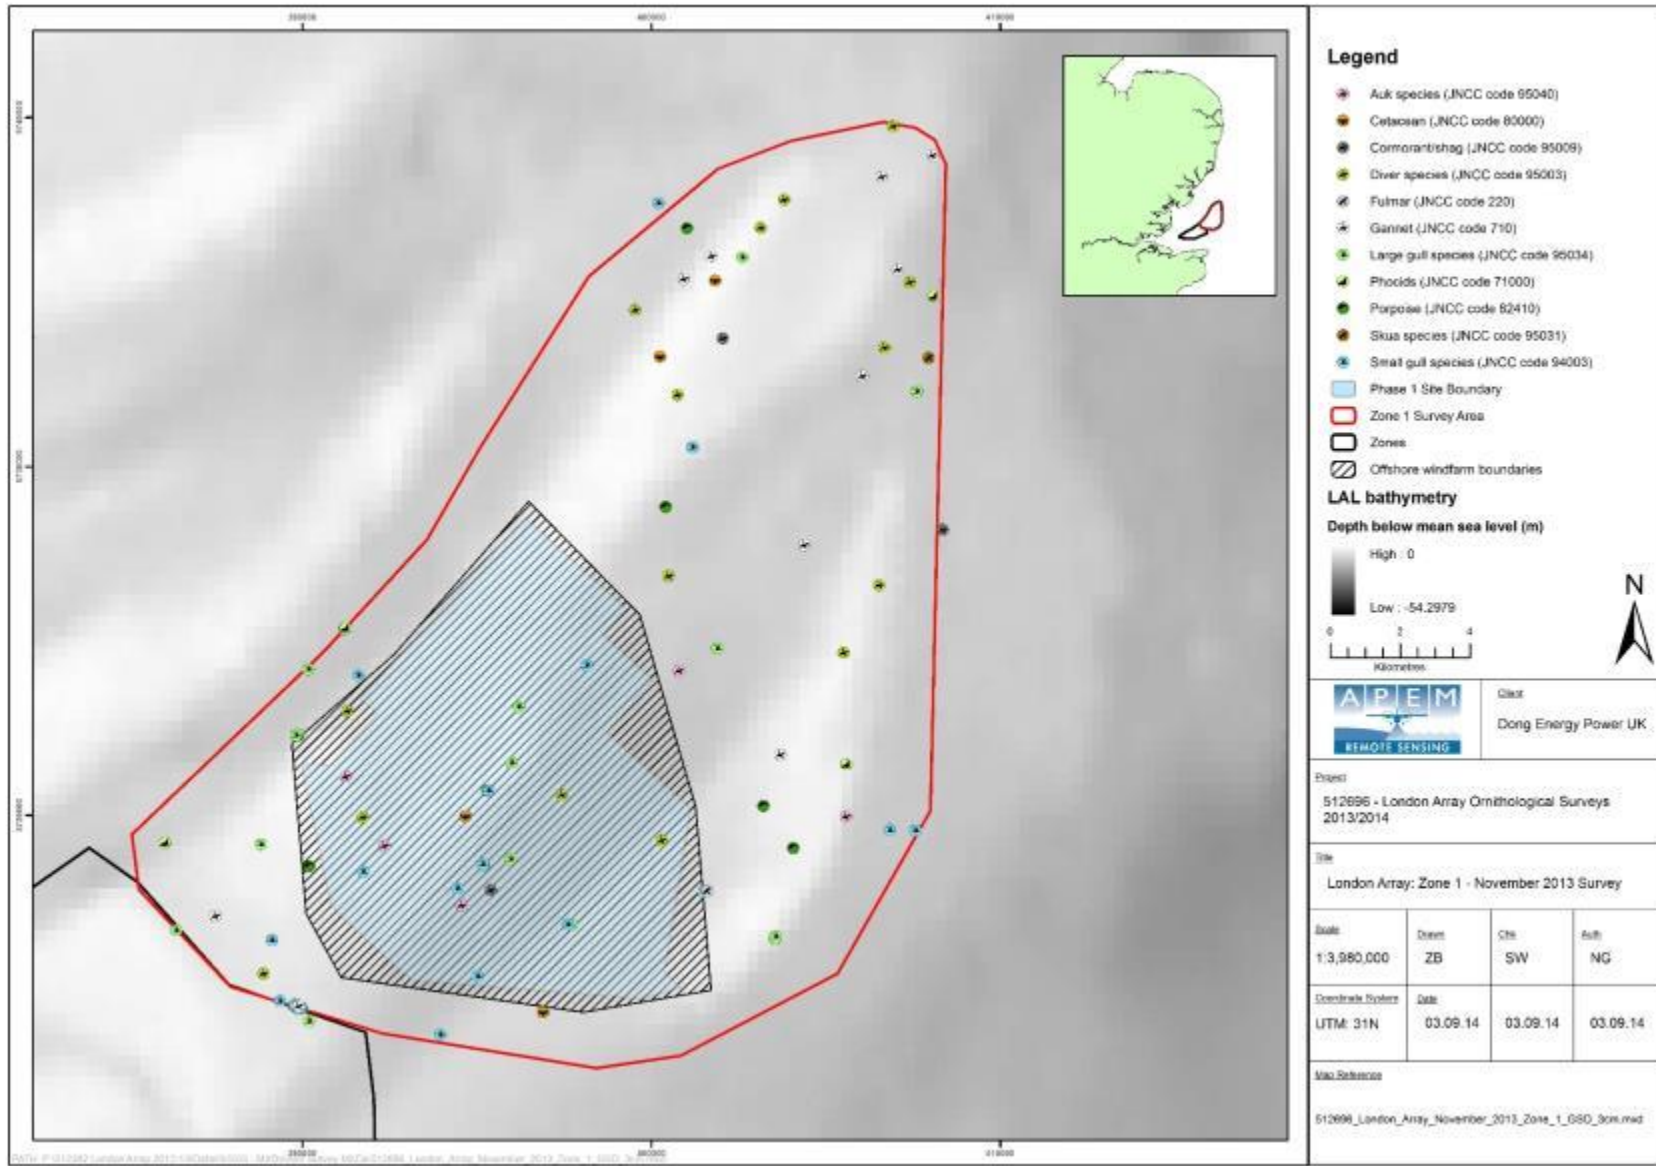 400000
410000
Legend
Auk species (JNCC code 95040)
Cetacean (JNCC code 80000)
Cormorant/shag (JNCC code 95009)
Diver species (JNCC code 95003)
Fulmar (JNCC code 220)
Gannet (JNCC code 710)
Large gull species (JNCC code 95034)
Phocids (JNCC code 71000)
Porpoise (JNCC code 82410)
Skua species (JNCC code 95031)
Small gull species (JNCC code 94003)
Phase 1 Site Boundary
Zone 1 Survey Area
Zones
Offshore windfarm boundaries
LAL bathymetry
Depth below mean sea level (m)
High : 0
Low : -54.2979
0 2 4
Kilometres
N
APEM
REMOTE SENSING
Client
Dong Energy Power UK
Project
512696 - London Array Ornithological Surveys
2013/2014
Title
London Array: Zone 1 - November 2013 Survey
Scale
1:3,980,000
Drawn
ZB
Chk
SW
Auth
NG
Coordinate System
UTM: 31N
Date
03.09.14
03.09.14
03.09.14
Map Reference
512696_London_Array_November_2013_Zone_1_GSD_3cm.mxd